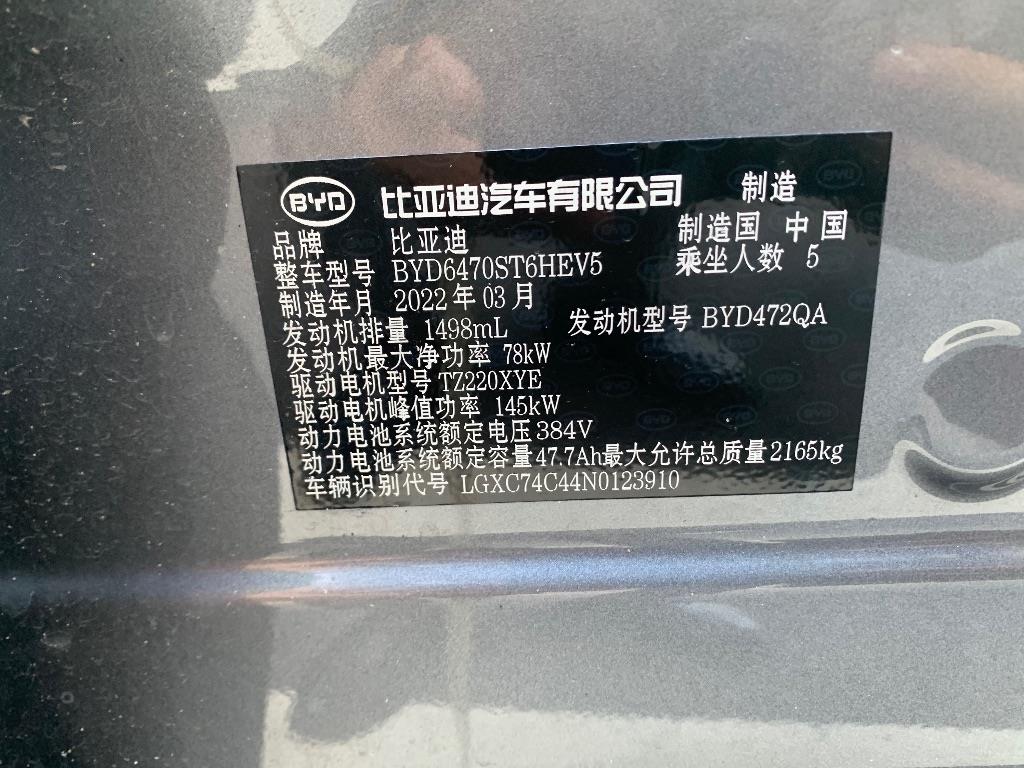 BYD 比亚迪汽车有限公司 制造
品牌 比亚迪 制造国 中国
整车型号 BYD6470ST6HEV5 乘坐人数 5
制造年月 2022年03月
发动机排量 1498mL 发动机型号 BYD472QA
发动机最大净功率 78kW
驱动电机型号 TZ220XYE
驱动电机峰值功率 145kW
动力电池系统额定电压 384V
动力电池系统额定容量 47.7Ah 最大允许总质量 2165kg
车辆识别代号 LGXC74C44N0123910